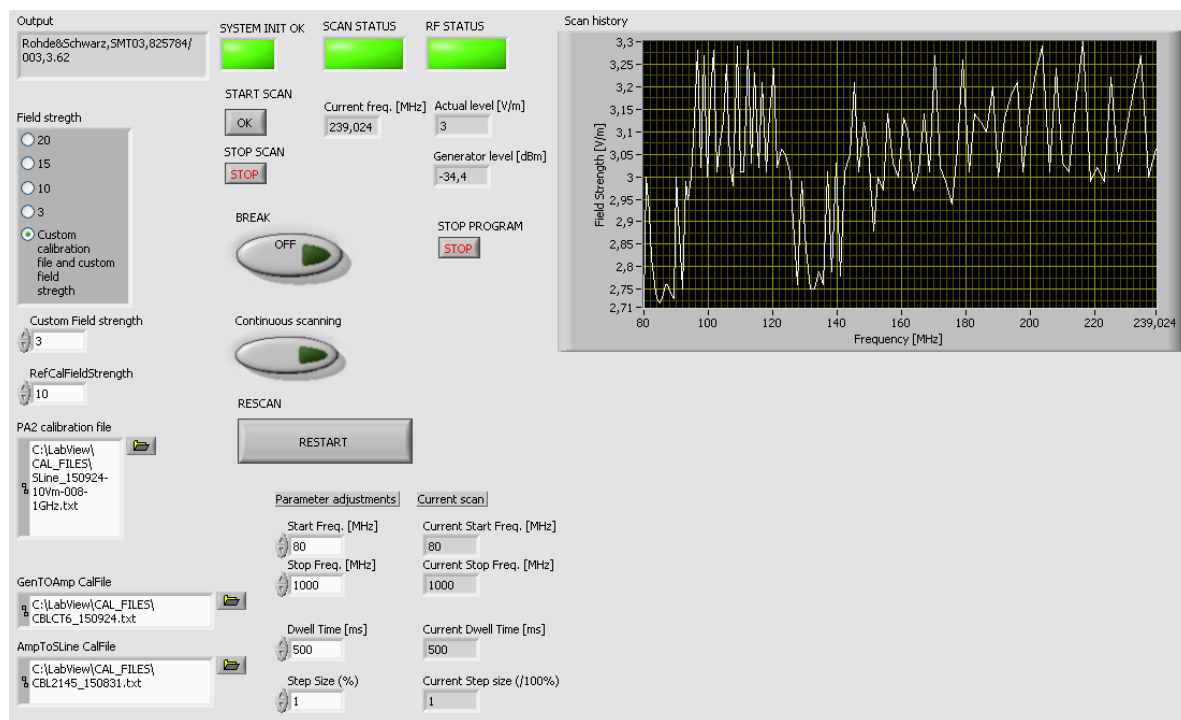 Output
Rohde&Schwarz,SMT03,825784/
003,3.62
SYSTEM INIT OK
SCAN STATUS
RF STATUS
START SCAN
OK
STOP SCAN
STOP
Current freq. [MHz]
239,024
Actual level [V/m]
3
Generator level [dBm]
-34,4
Field stregth
20
15
10
3
Custom
calibration
file and custom
field
stregth
BREAK
OFF
STOP PROGRAM
STOP
Custom Field strength
3
Continuous scanning
RefCalFieldStrength
10
RESCAN
RESTART
PA2 calibration file
C:\LabView\
CAL_FILES\
SLine_150924-
10Vm-008-
1GHz.txt
GenTOAmp CalFile
C:\LabView\CAL_FILES\
CBLCT6_150924.txt
AmpToSLine CalFile
C:\LabView\CAL_FILES\
CBL2145_150831.txt
Parameter adjustments
Start Freq. [MHz]
80
Stop Freq. [MHz]
1000
Dwell Time [ms]
500
Step Size (%)
1
Current scan
Current Start Freq. [MHz]
80
Current Stop Freq. [MHz]
1000
Current Dwell Time [ms]
500
Current Step size (/100%)
1
Scan history
Field Strength [V/m]
3,3
3,25
3,2
3,15
3,1
3,05
3
2,95
2,9
2,85
2,8
2,75
2,71
80 100 120 140 160 180 200 220 239,024
Frequency [MHz]